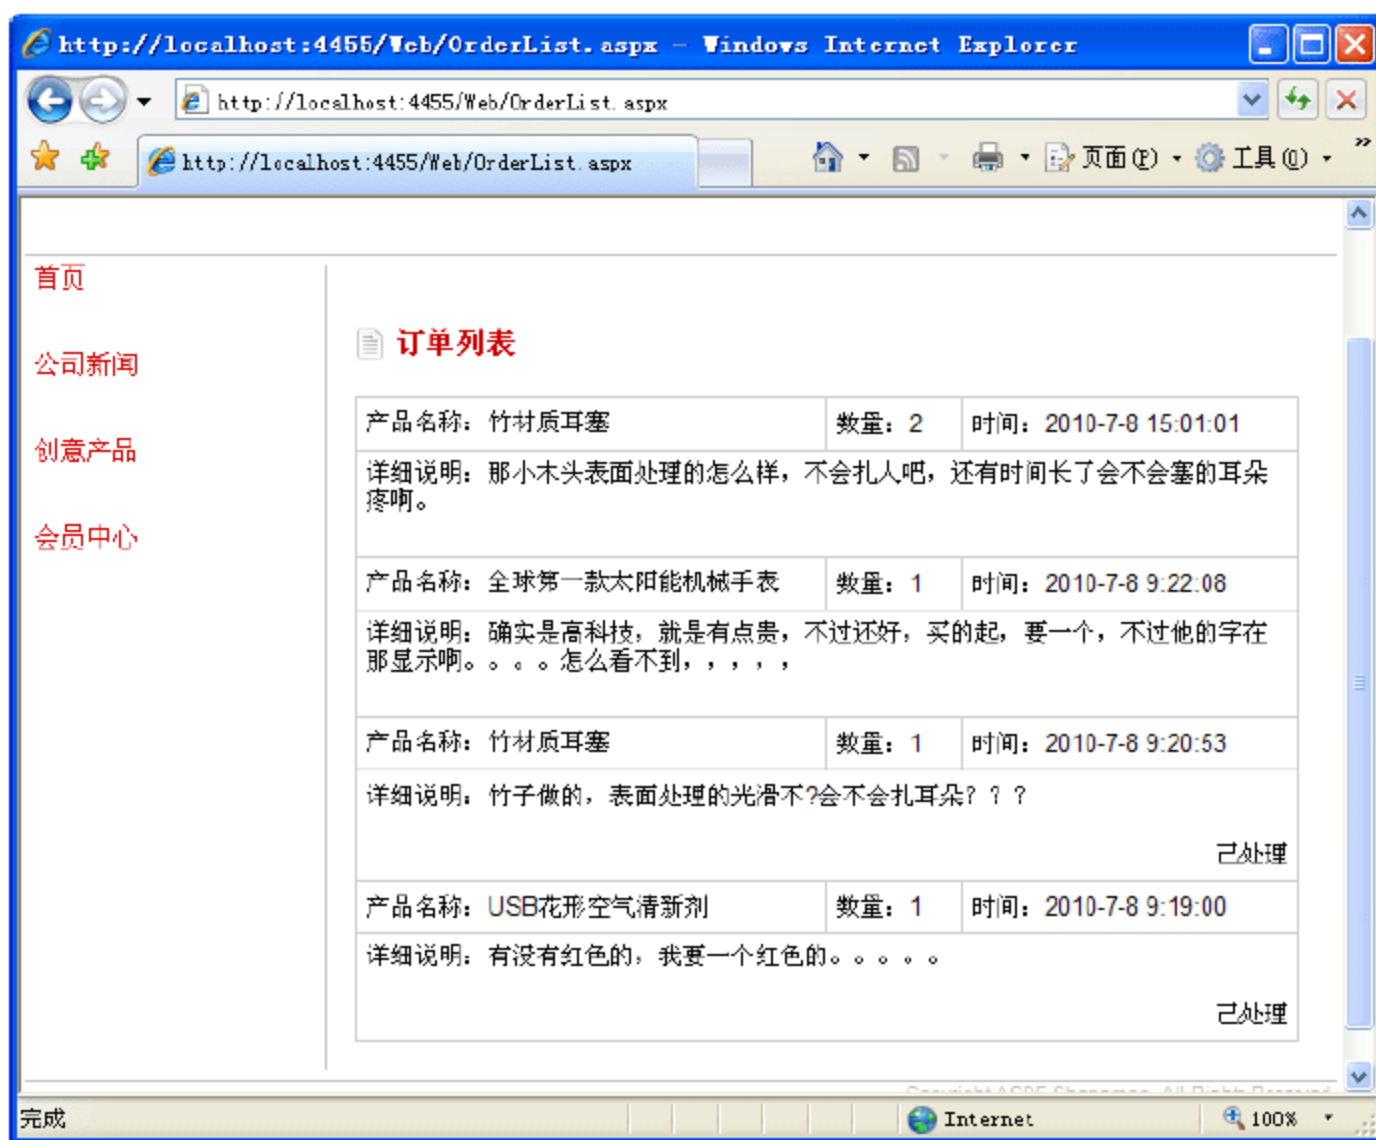 http://localhost:4455/Web/OrderList.aspx - Windows Internet Explorer
http://localhost:4455/Web/OrderList.aspx
http://localhost:4455/Web/OrderList.aspx
页面(P)
工具(O)
首页
公司新闻
创意产品
会员中心
订单列表
产品名称：竹材质耳塞 数量：2 时间：2010-7-8 15:01:01
详细说明：那小木头表面处理的怎么样，不会扎人吧，还有时间长了会不会塞的耳朵
疼啊。
产品名称：全球第一款太阳能机械手表 数量：1 时间：2010-7-8 9:22:08
详细说明：确实是高科技，就是有点贵，不过还好，买的起，要一个，不过他的字在
那显示啊。。。。怎么看不到，，，，，
产品名称：竹材质耳塞 数量：1 时间：2010-7-8 9:20:53
详细说明：竹子做的，表面处理的光滑不?会不会扎耳朵？？？
己处理
产品名称：USB花形空气清新剂 数量：1 时间：2010-7-8 9:19:00
详细说明：有没有红色的，我要一个红色的。。。。。
己处理
完成
Internet
100%